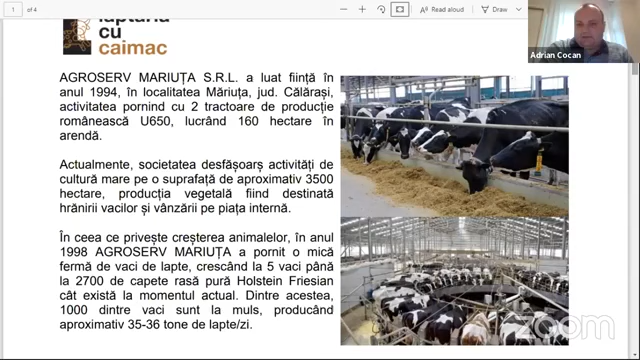 1 of 4
Read aloud
Draw
Adrian Cocan
lăptăria
cu
caimac
AGROSERV MARIUȚA S.R.L. a luat ființă în
anul 1994, în localitatea Măriuța, jud. Călărași,
activitatea pornind cu 2 tractoare de producție
românească U650, lucrând 160 hectare în
arendă.
Actualmente, societatea desfășoarș activități de
cultură mare pe o suprafață de aproximativ 3500
hectare, producția vegetală fiind destinată
hrănirii vacilor și vânzării pe piața internă.
În ceea ce privește creșterea animalelor, în anul
1998 AGROSERV MARIUȚA a pornit o mică
fermă de vaci de lapte, crescând la 5 vaci până
la 2700 de capete rasă pură Holstein Friesian
cât există la momentul actual. Dintre acestea,
1000 dintre vaci sunt la muls, producând
aproximativ 35-36 tone de lapte/zi.
zoom